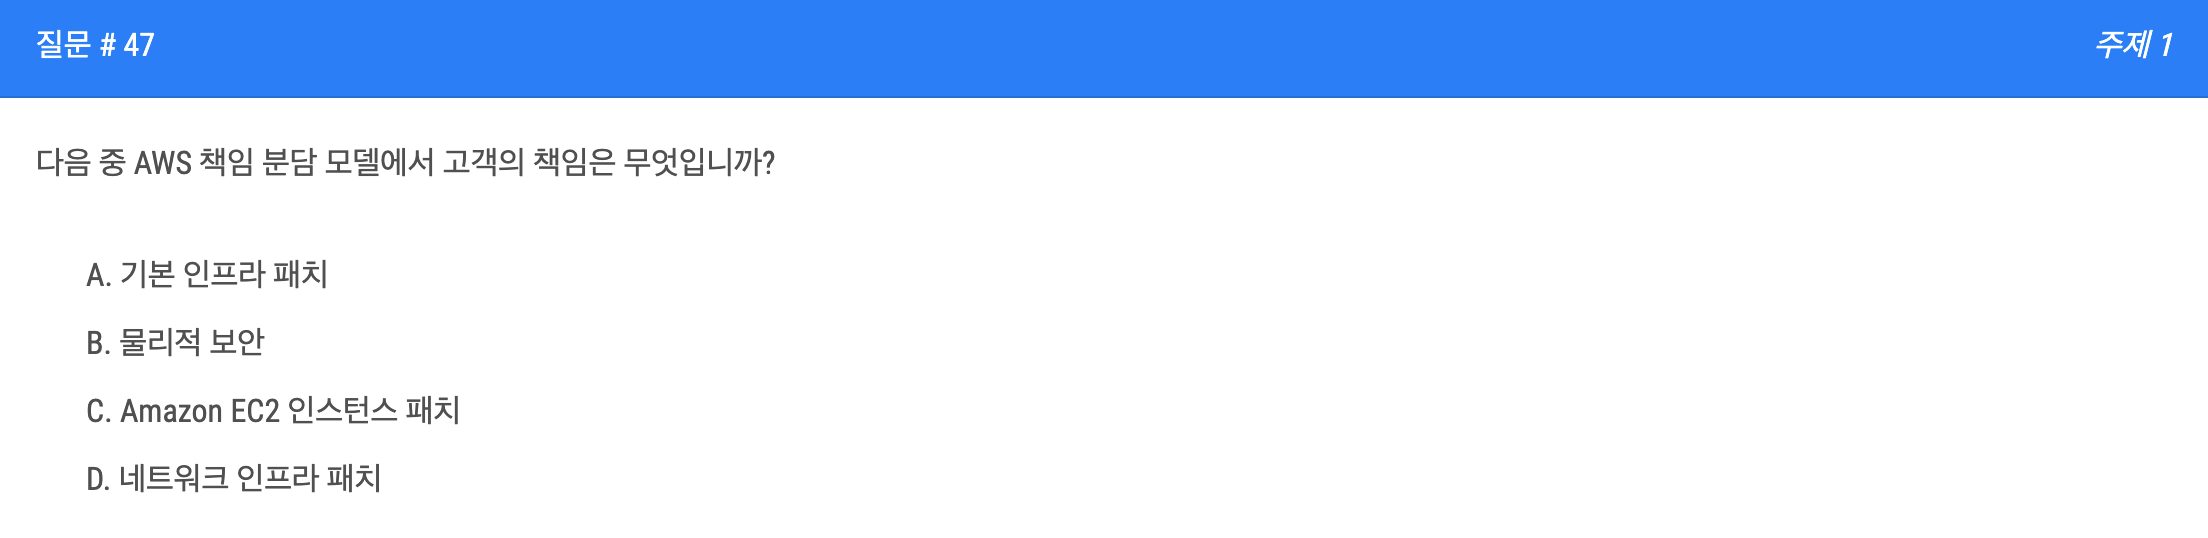 질문 # 47
주제 1
다음 중 AWS 책임 분담 모델에서 고객의 책임은 무엇입니까?
A. 기본 인프라 패치
B. 물리적 보안
C. Amazon EC2 인스턴스 패치
D. 네트워크 인프라 패치